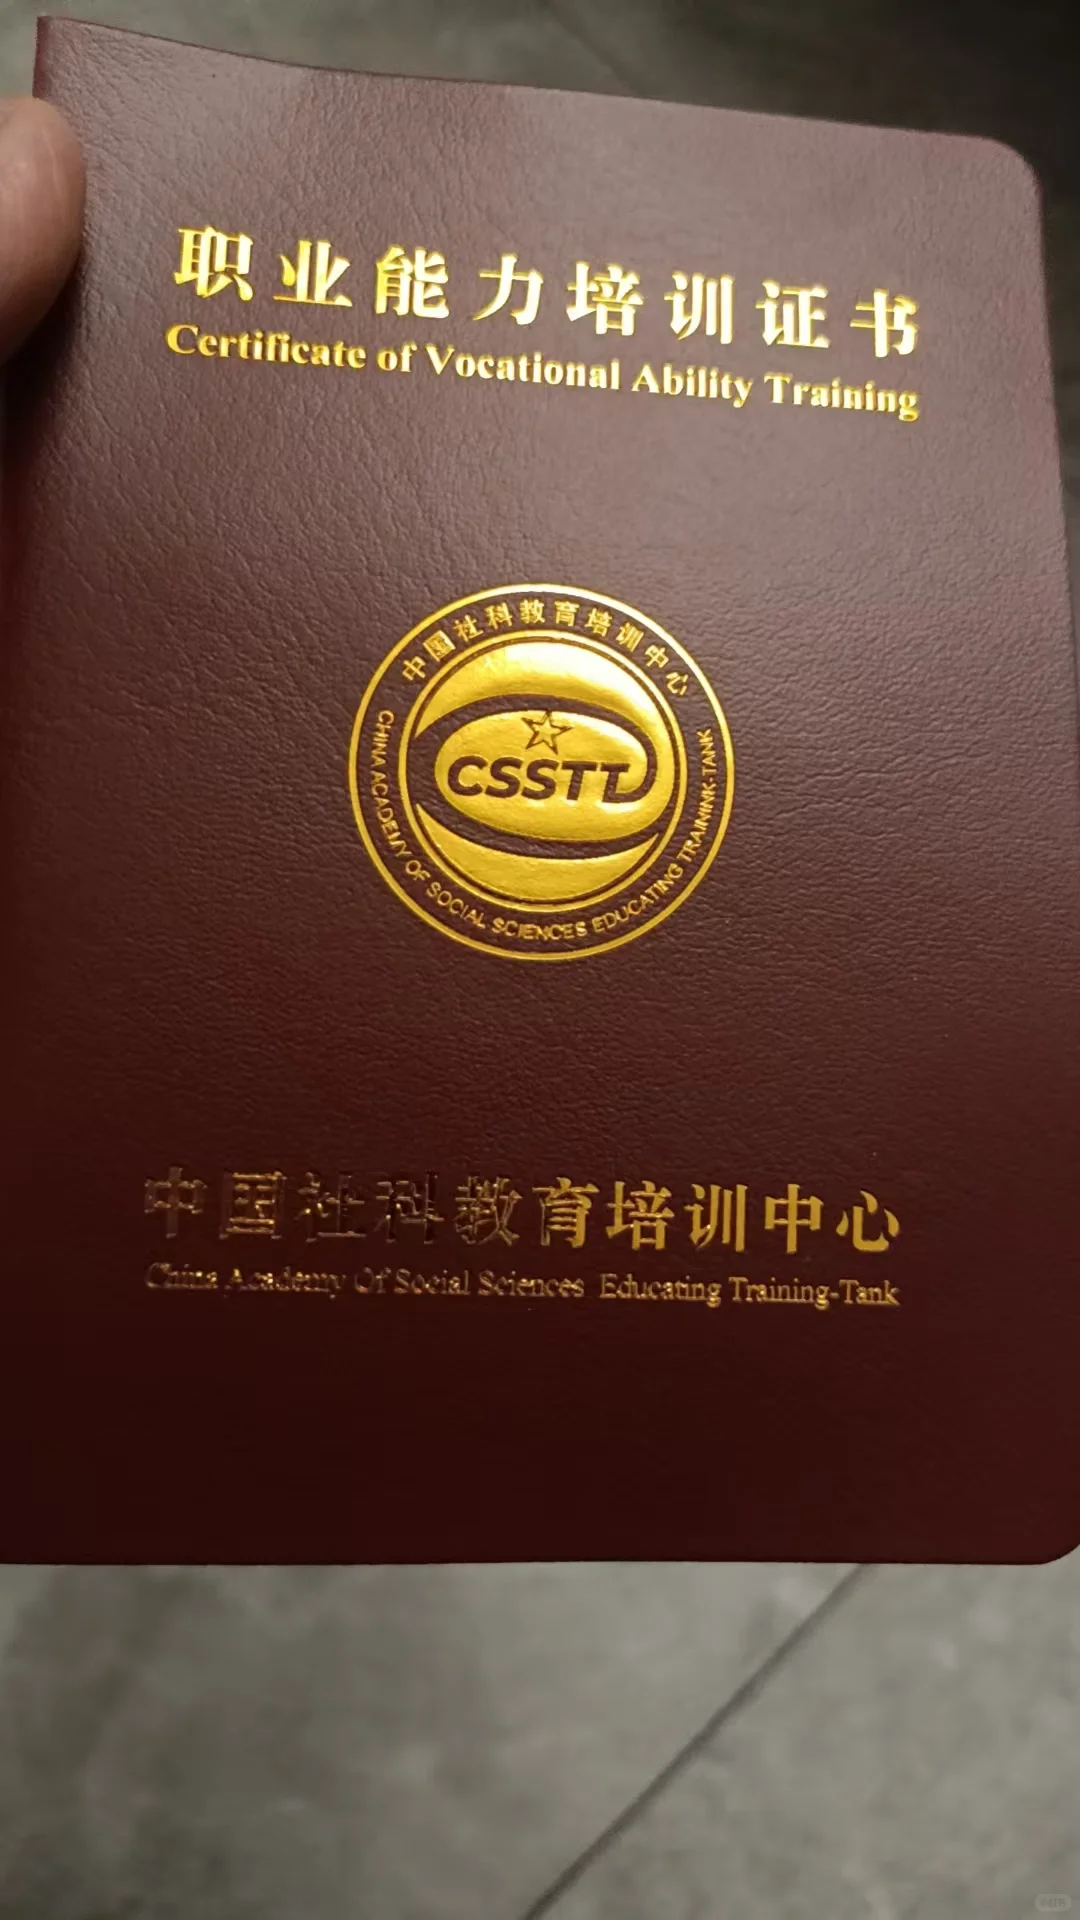 职业能力培训证书
Certificate of Vocational Ability Training
中国社科教育培训中心
CSSTT
CHINA ACADEMY OF SOCIAL SCIENCES EDUCATING TRAININK-TANK
中国社科教育培训中心
China Academy Of Social Sciences Educating Training-Tank